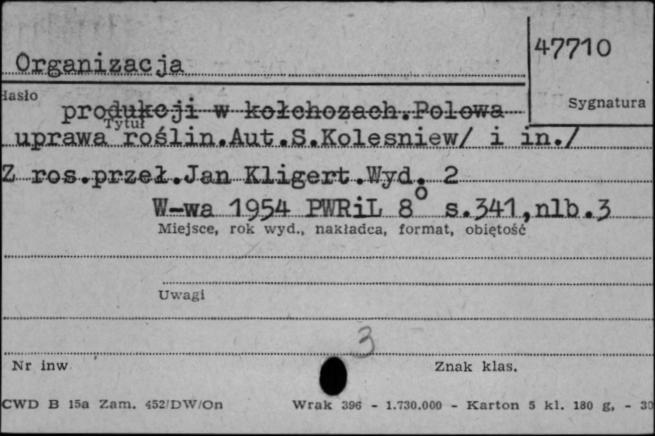 47710
Organizacja
Hasło
Sygnatura
produkcji w kołchozach.Polowa
Tytuł
uprawa roślin.Aut.S.Kolesniew/ i in./
Z ros.przeł.Jan Kligert.Wyd. 2
W-wa 1954 PWRiL 8° s.341,nlb.3
Miejsce, rok wyd., nakładca, format, objętość
Uwagi
3
Nr inw
Znak klas.
CWD B 15a Zam. 452/DW/On Wrak 396 - 1.730.000 - Karton 5 kl. 180 g, - 30